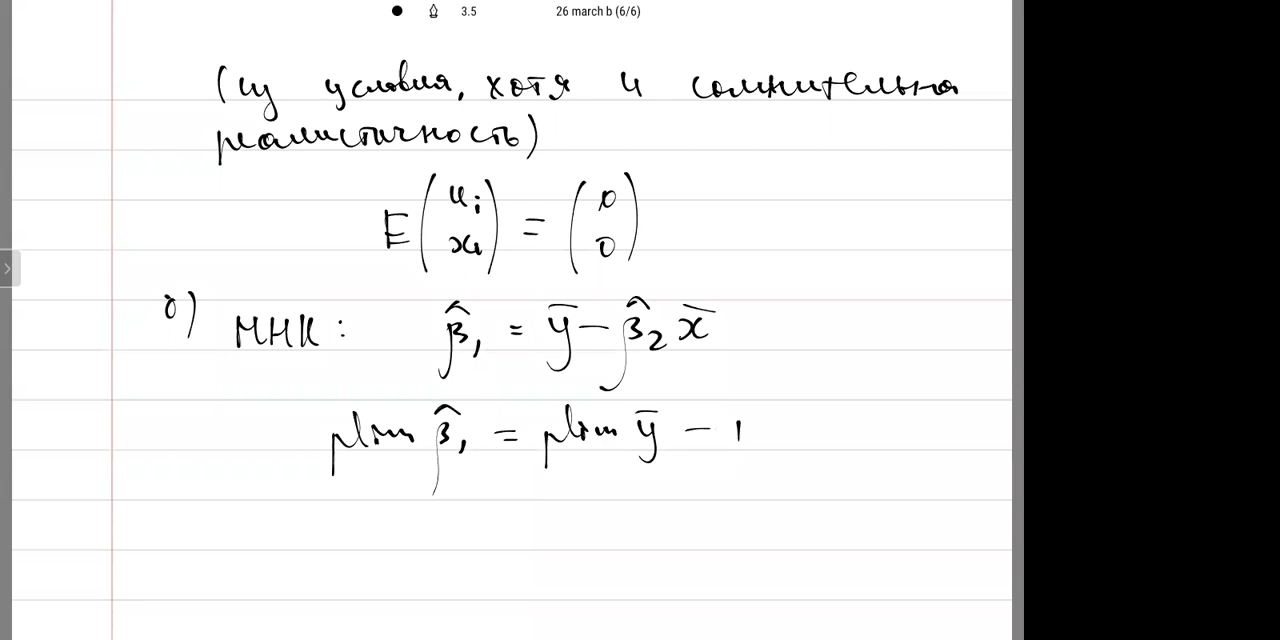 3.5 26 march b (6/6)
(из условия, хотя и сомнительна
реалистичность)
E(uᵢ xᵢ) = (0 0)
б) МНК: β̂₁ = ȳ − β̂₂ x̄
plim β̂₁ = plim ȳ − 1